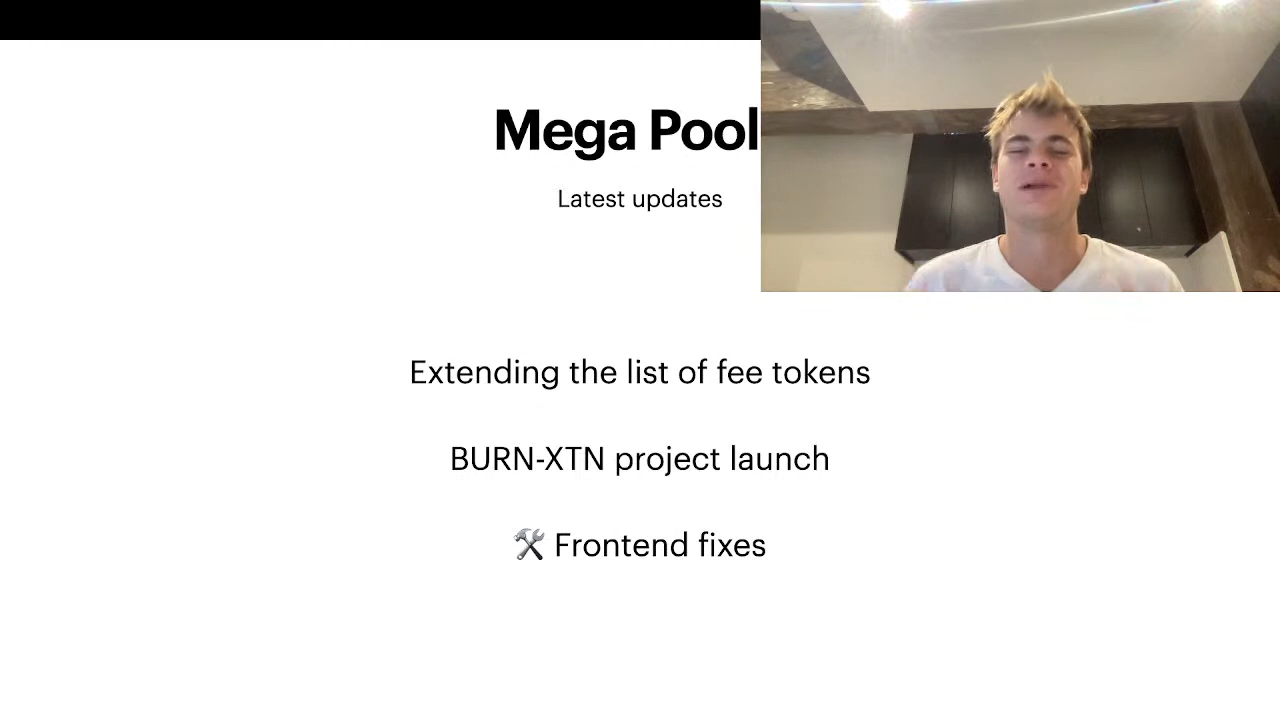 Mega Pool
Latest updates
Extending the list of fee tokens
BURN-XTN project launch
🛠 Frontend fixes